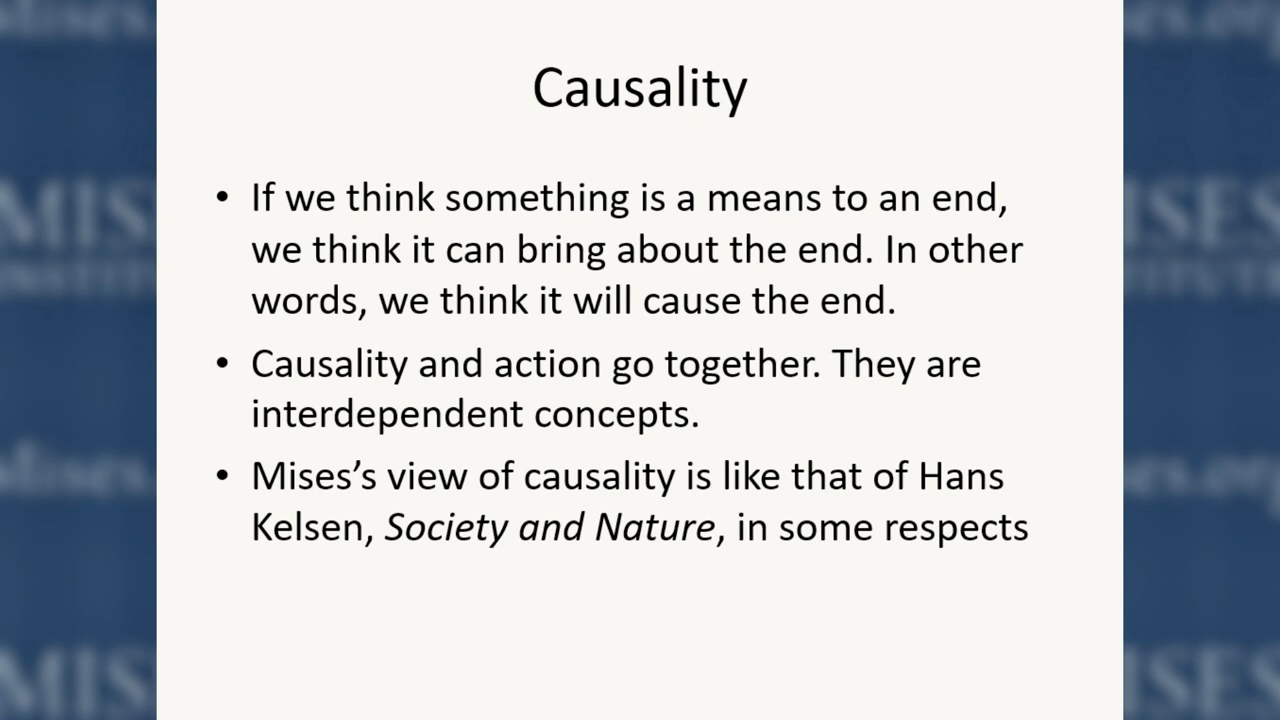 Causality
• If we think something is a means to an end,
we think it can bring about the end. In other
words, we think it will cause the end.
• Causality and action go together. They are
interdependent concepts.
• Mises’s view of causality is like that of Hans
Kelsen, Society and Nature, in some respects